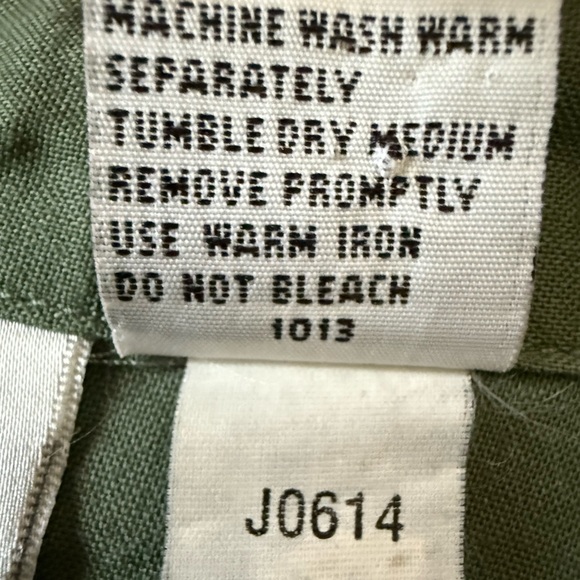 MACHINE WASH WARM
SEPARATELY
TUMBLE DRY MEDIUM
REMOVE PROMPTLY
USE WARM IRON
DO NOT BLEACH
1013
J0614